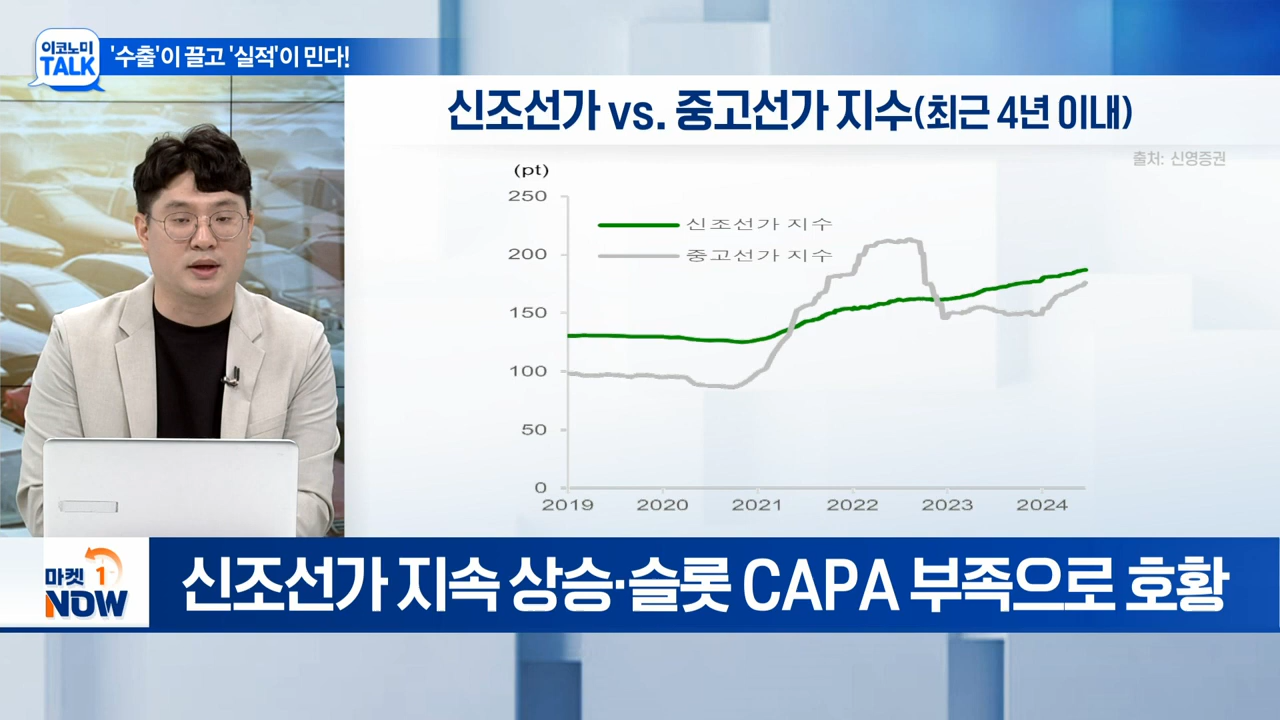 이코노미
TALK
'수출'이 끌고 '실적'이 민다!
신조선가 vs. 중고선가 지수(최근 4년 이내)
출처: 신영증권
(pt)
250
200
150
100
50
0
신조선가 지수
중고선가 지수
2019 2020 2021 2022 2023 2024
마켓 1
NOW
신조선가 지속 상승·슬롯 CAPA 부족으로 호황